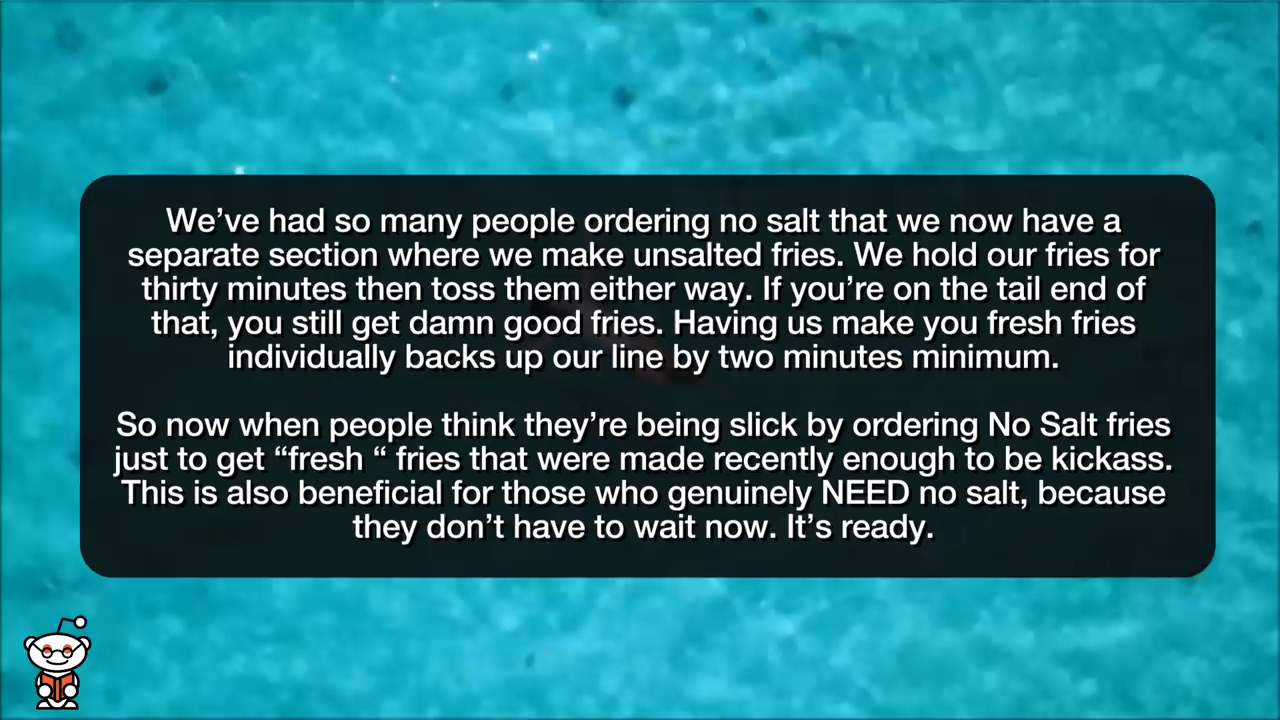 We’ve had so many people ordering no salt that we now have a
separate section where we make unsalted fries. We hold our fries for
thirty minutes then toss them either way. If you’re on the tail end of
that, you still get damn good fries. Having us make you fresh fries
individually backs up our line by two minutes minimum.
So now when people think they’re being slick by ordering No Salt fries
just to get “fresh “ fries that were made recently enough to be kickass.
This is also beneficial for those who genuinely NEED no salt, because
they don’t have to wait now. It’s ready.